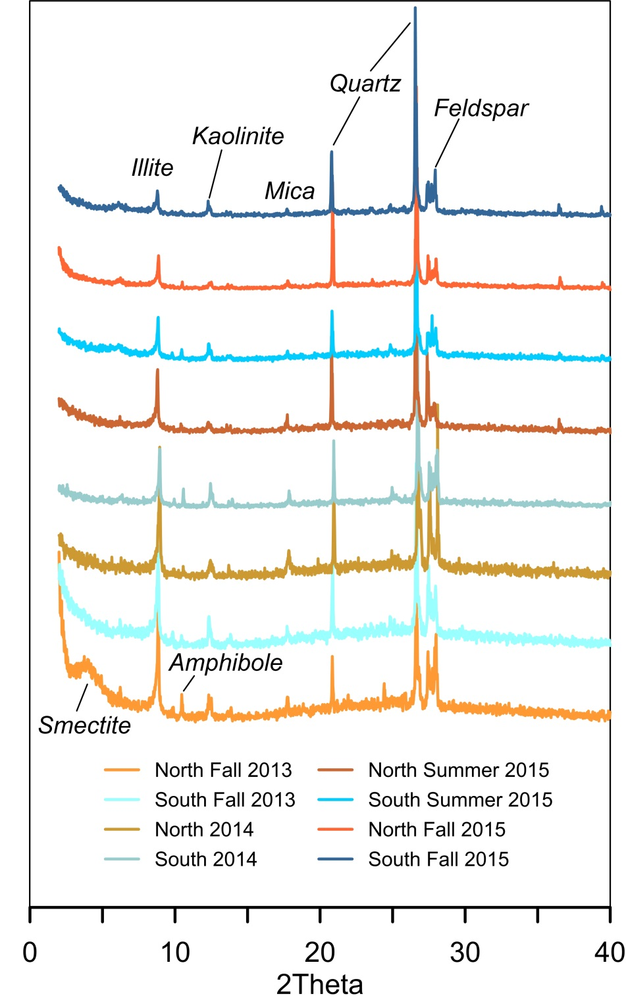 Quartz
Feldspar
Kaolinite
Illite
Mica
Amphibole
Smectite
North Fall 2013
North Summer 2015
South Fall 2013
South Summer 2015
North 2014
North Fall 2015
South 2014
South Fall 2015
0 10 20 30 40
2Theta